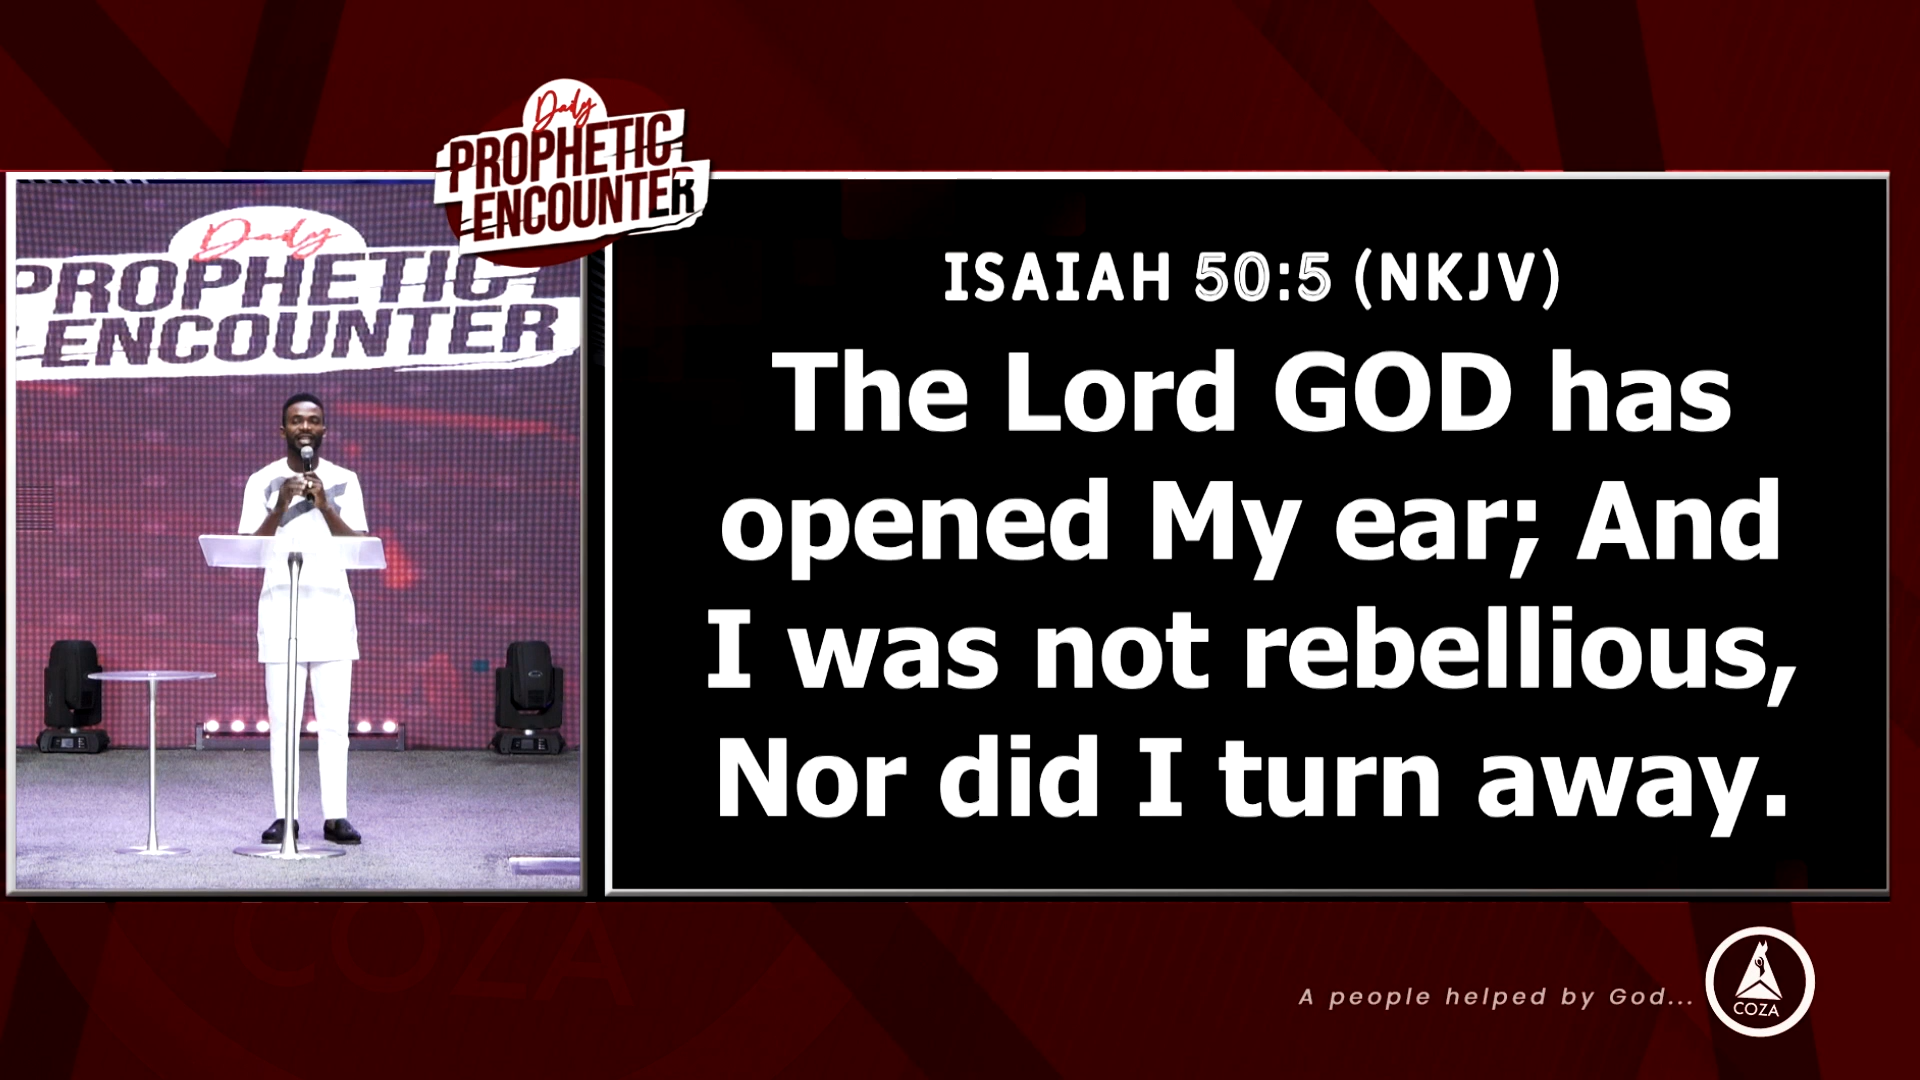 Daily
PROPHETIC
ENCOUNTER
Daily
PROPHETIC
ENCOUNTER
ISAIAH 50:5 (NKJV)
The Lord GOD has
opened My ear; And
I was not rebellious,
Nor did I turn away.
COZA
A people helped by God...
COZA